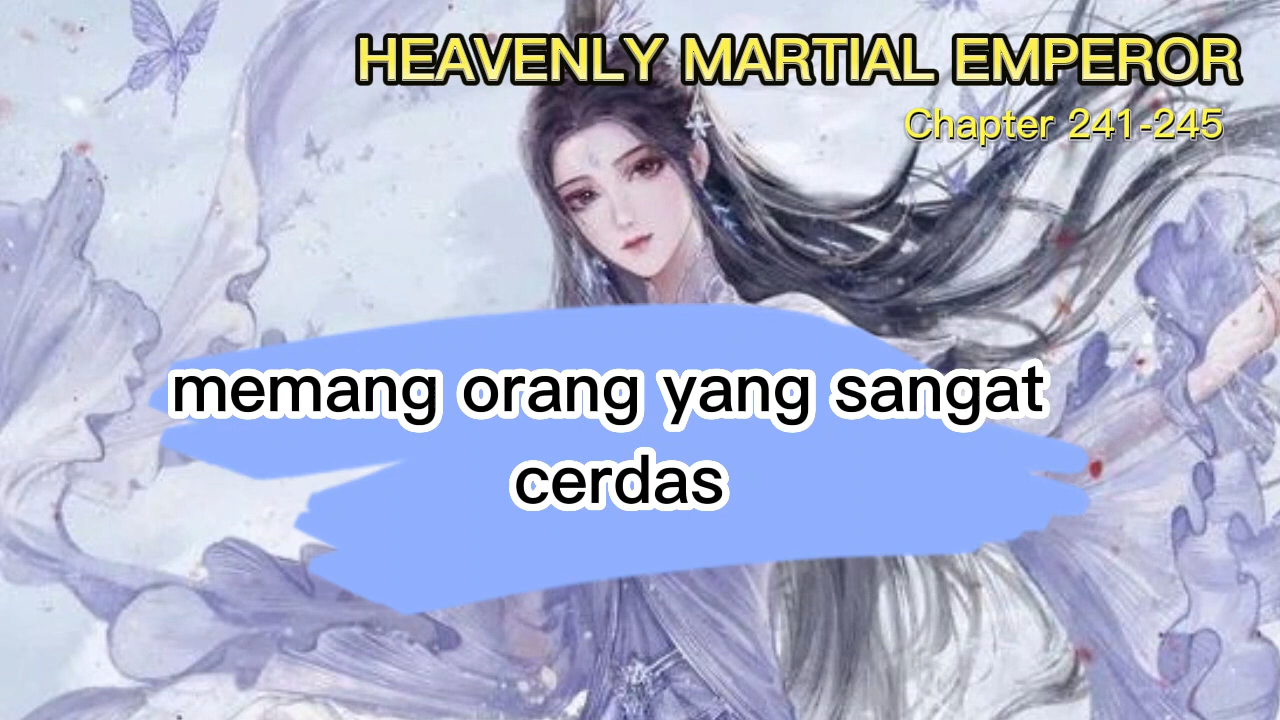 HEAVENLY MARTIAL EMPEROR
Chapter 241-245
memang orang yang sangat
cerdas